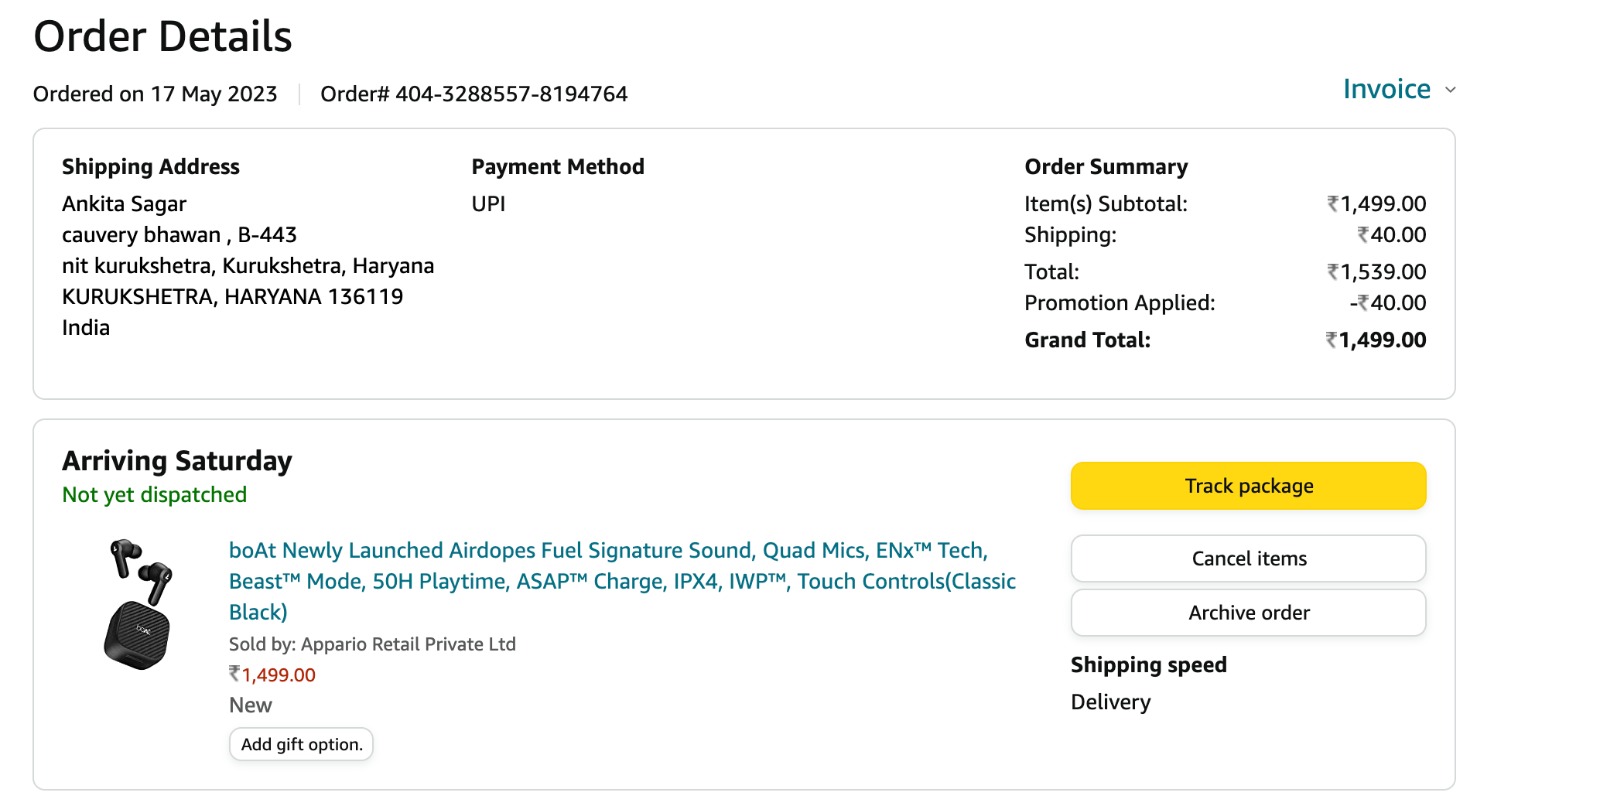 Order Details
Ordered on 17 May 2023 Order# 404-3288557-8194764
Invoice
Shipping Address
Ankita Sagar
cauvery bhawan , B-443
nit kurukshetra, Kurukshetra, Haryana
KURUKSHETRA, HARYANA 136119
India
Payment Method
UPI
Order Summary
Item(s) Subtotal: ₹1,499.00
Shipping: ₹40.00
Total: ₹1,539.00
Promotion Applied: -₹40.00
Grand Total: ₹1,499.00
Arriving Saturday
Not yet dispatched
boAt
boAt Newly Launched Airdopes Fuel Signature Sound, Quad Mics, ENx™ Tech,
Beast™ Mode, 50H Playtime, ASAP™ Charge, IPX4, IWP™, Touch Controls(Classic
Black)
Sold by: Appario Retail Private Ltd
₹1,499.00
New
Add gift option.
Track package
Cancel items
Archive order
Shipping speed
Delivery